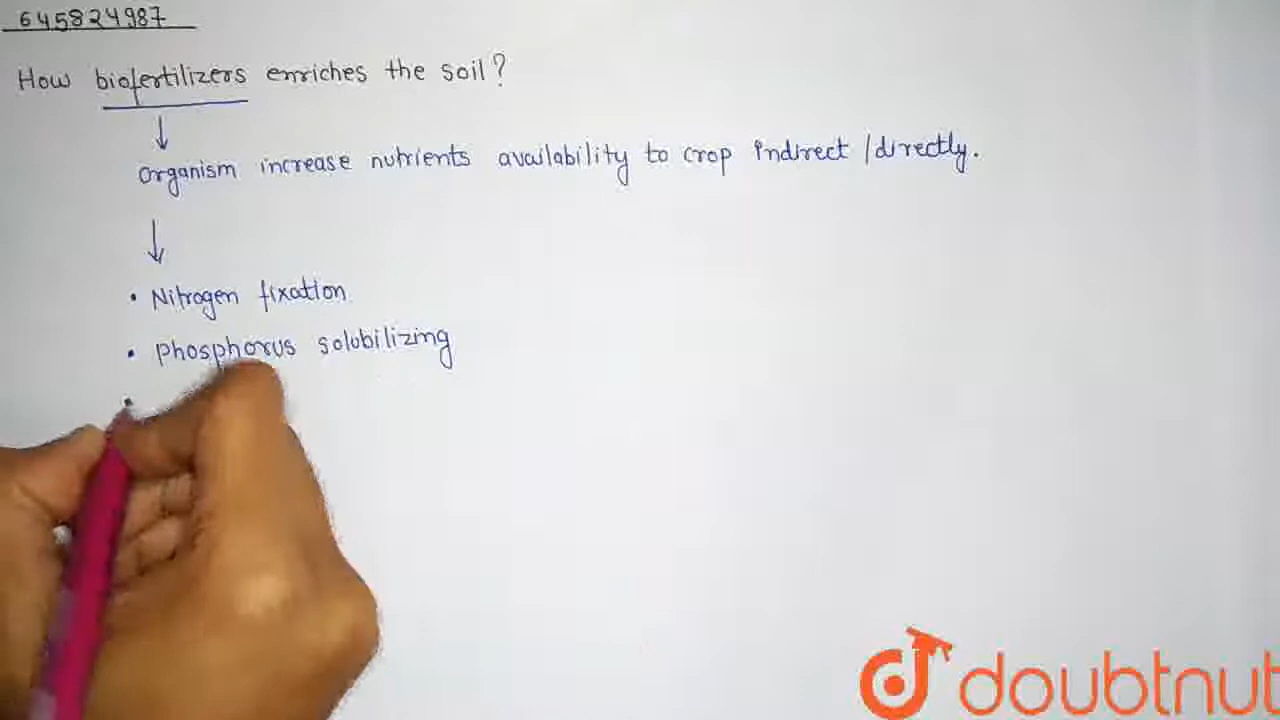 645824987
How biofertilizers enriches the soil?
organism increase nutrients availability to crop indirect /directly.
• Nitrogen fixation
• phosphorus solubilizing
•
doubtnut